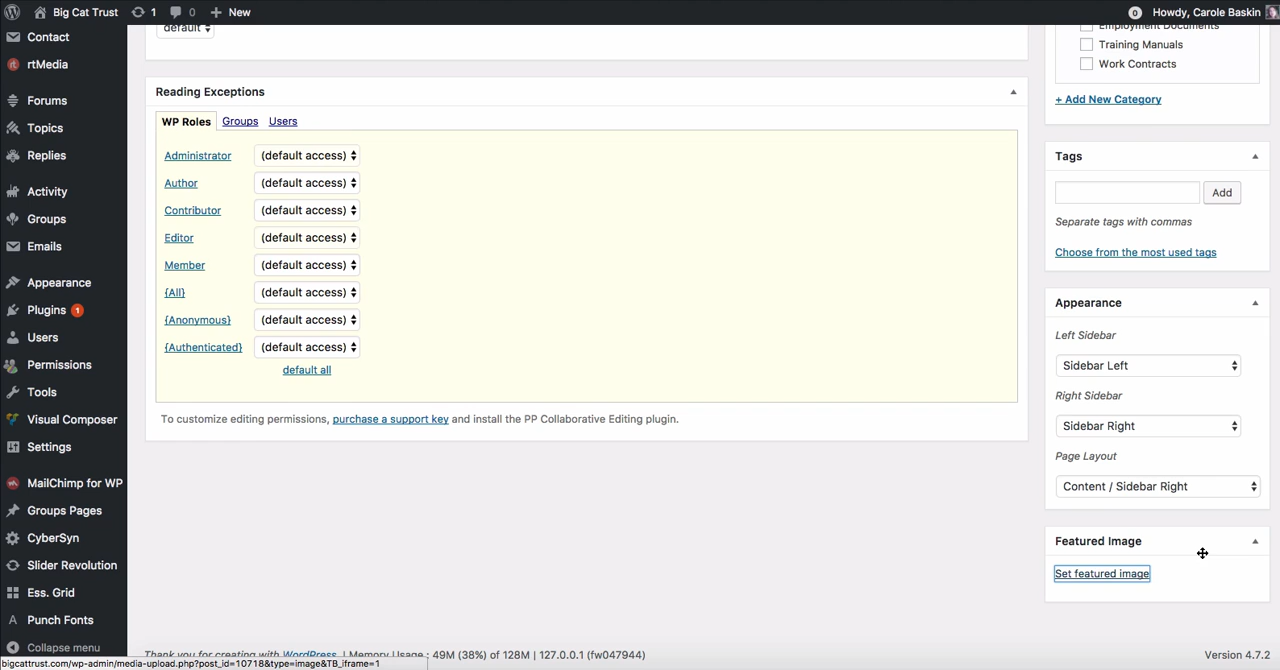 Big Cat Trust 1 0 New 0 Howdy, Carole Baskin
Contact
rtMedia
Forums
Topics
Replies
Activity
Groups
Emails
Appearance
Plugins 1
Users
Permissions
Tools
Visual Composer
Settings
MailChimp for WP
Groups Pages
CyberSyn
Slider Revolution
Ess. Grid
Punch Fonts
Collapse menu
default
Reading Exceptions
WP Roles Groups Users
Administrator (default access)
Author (default access)
Contributor (default access)
Editor (default access)
Member (default access)
{All} (default access)
{Anonymous} (default access)
{Authenticated} (default access)
default all
To customize editing permissions, purchase a support key and install the PP Collaborative Editing plugin.
Employment Documents
Training Manuals
Work Contracts
+ Add New Category
Tags
Add
Separate tags with commas
Choose from the most used tags
Appearance
Left Sidebar
Sidebar Left
Right Sidebar
Sidebar Right
Page Layout
Content / Sidebar Right
Featured Image
Set featured image
Thank you for creating with WordPress. | Memory Usage : 49M (38%) of 128M | 127.0.0.1 (fw047944) Version 4.7.2
bigcattrust.com/wp-admin/media-upload.php?post_id=10718&type=image&TB_iframe=1